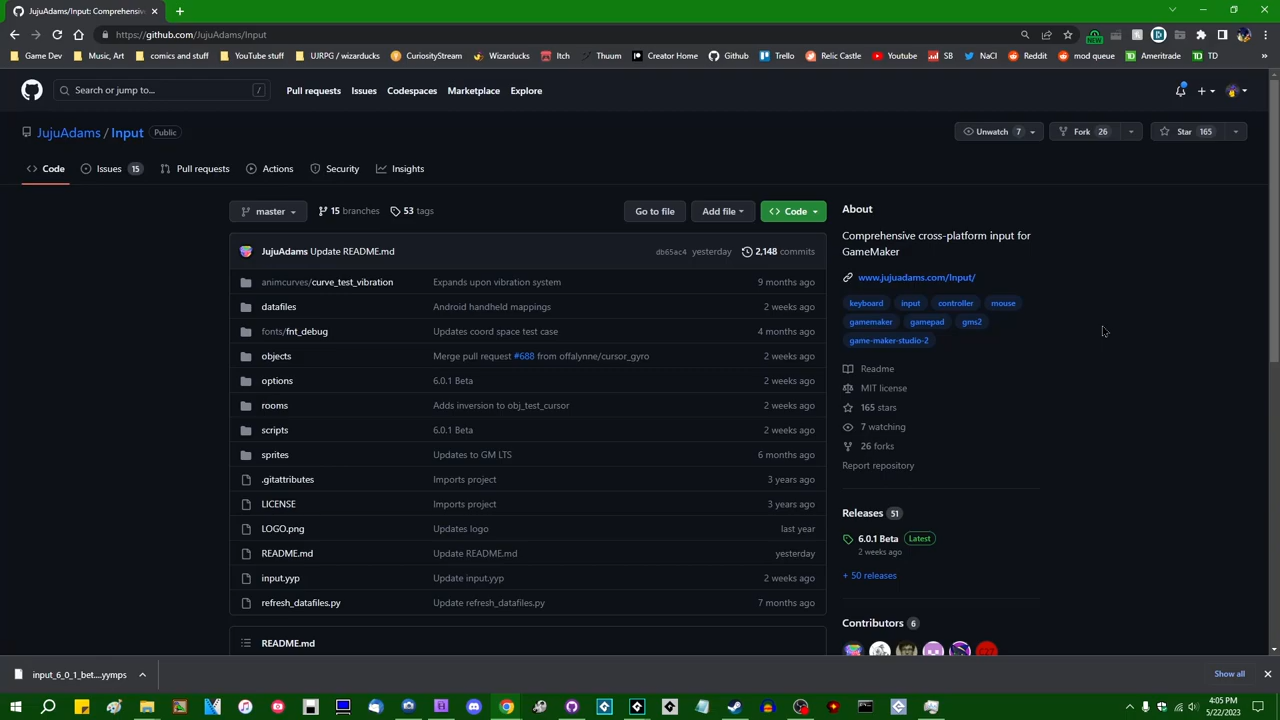 JujuAdams/Input: Comprehensive
https://github.com/JujuAdams/Input
NEW
Game Dev
Music, Art
comics and stuff
YouTube stuff
UJRPG / wizarducks
CuriosityStream
Wizarducks
Itch
Thuum
Creator Home
Github
Trello
Relic Castle
Youtube
SB
NaCl
Reddit
mod queue
Ameritrade
TD
»
Search or jump to...
/
Pull requests
Issues
Codespaces
Marketplace
Explore
JujuAdams / Input
Public
Unwatch 7
Fork 26
Star 165
Code
Issues 15
Pull requests
Actions
Security
Insights
master
15 branches
53 tags
Go to file
Add file
Code
JujuAdams Update README.md
db65ac4 yesterday
2,148 commits
animcurves/curve_test_vibration Expands upon vibration system 9 months ago
datafiles Android handheld mappings 2 weeks ago
fonts/fnt_debug Updates coord space test case 4 months ago
objects Merge pull request #688 from offalynne/cursor_gyro 2 weeks ago
options 6.0.1 Beta 2 weeks ago
rooms Adds inversion to obj_test_cursor 2 weeks ago
scripts 6.0.1 Beta 2 weeks ago
sprites Updates to GM LTS 6 months ago
.gitattributes Imports project 3 years ago
LICENSE Imports project 3 years ago
LOGO.png Updates logo last year
README.md Update README.md yesterday
input.yyp Update input.yyp 2 weeks ago
refresh_datafiles.py Update refresh_datafiles.py 7 months ago
README.md
About
Comprehensive cross-platform input for
GameMaker
www.jujuadams.com/Input/
keyboard input controller mouse
gamemaker gamepad gms2
game-maker-studio-2
Readme
MIT license
165 stars
7 watching
26 forks
Report repository
Releases 51
6.0.1 Beta Latest
2 weeks ago
+ 50 releases
Contributors 6
input_6_0_1_bet....yymps
Show all
4:05 PM
5/22/2023